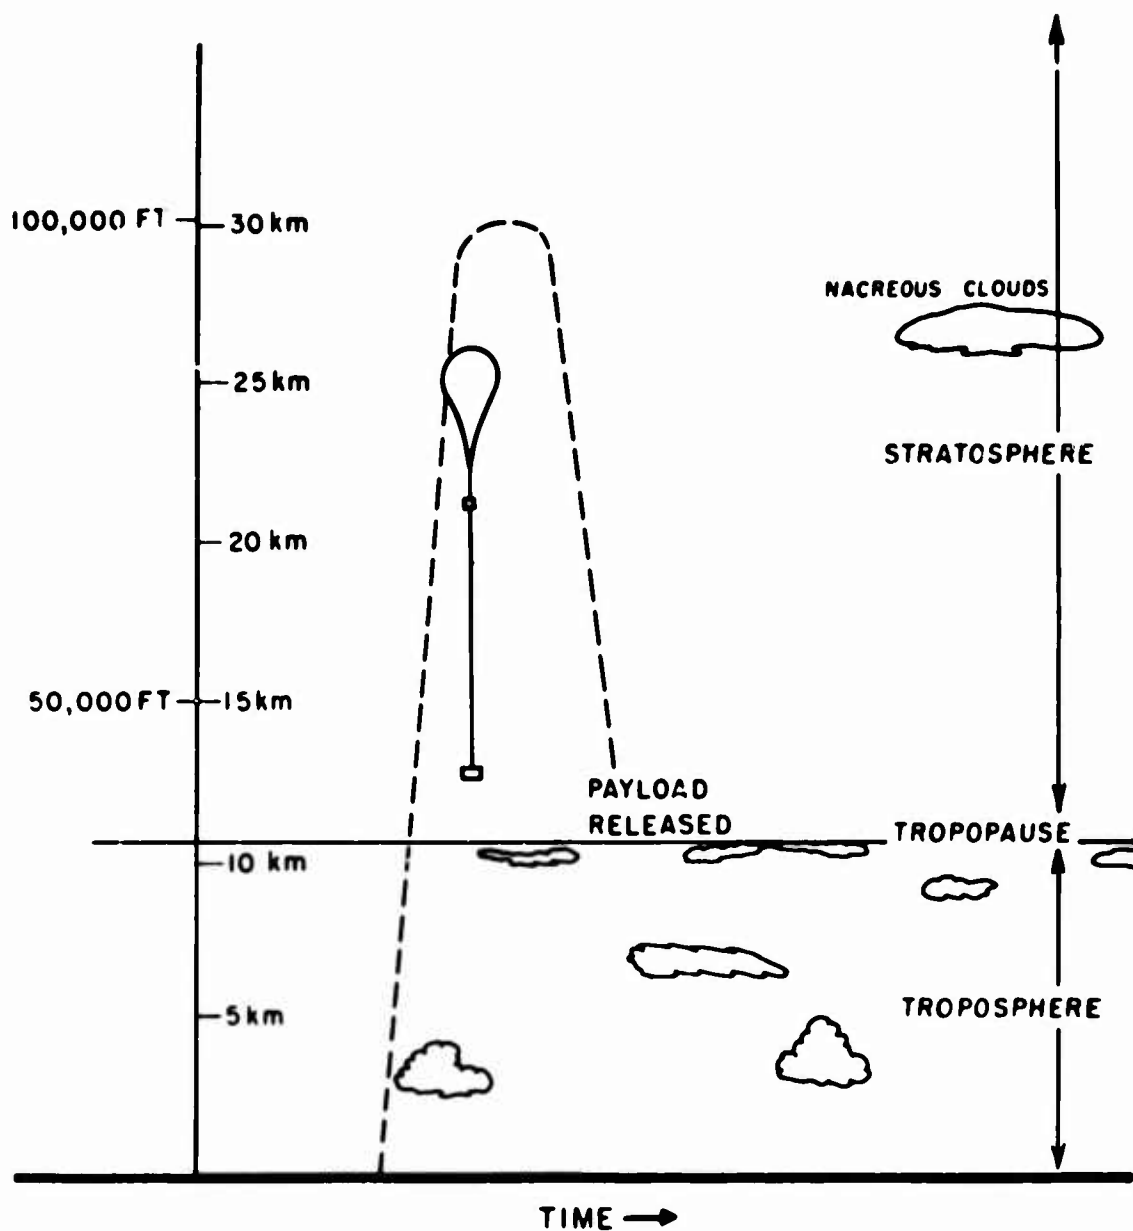 100,000 FT
30 km
NACREOUS CLOUDS
25 km
STRATOSPHERE
20 km
50,000 FT
15 km
PAYLOAD
RELEASED
TROPOPAUSE
10 km
TROPOSPHERE
5 km
TIME →